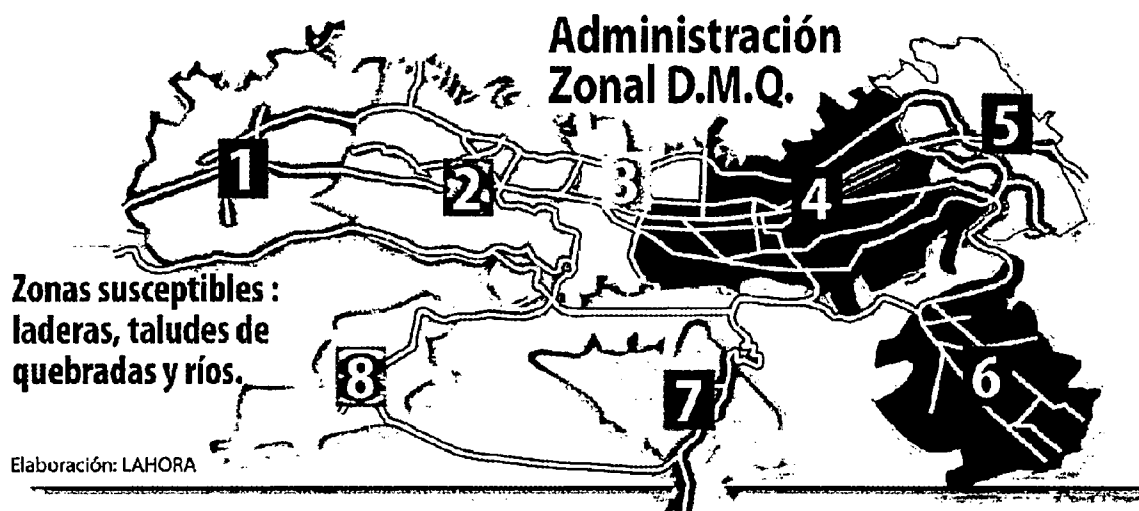 Administración
Zonal D.M.Q.
1
2
3
4
5
6
7
8
Zonas susceptibles :
laderas, taludes de
quebradas y ríos.
Elaboración: LAHORA